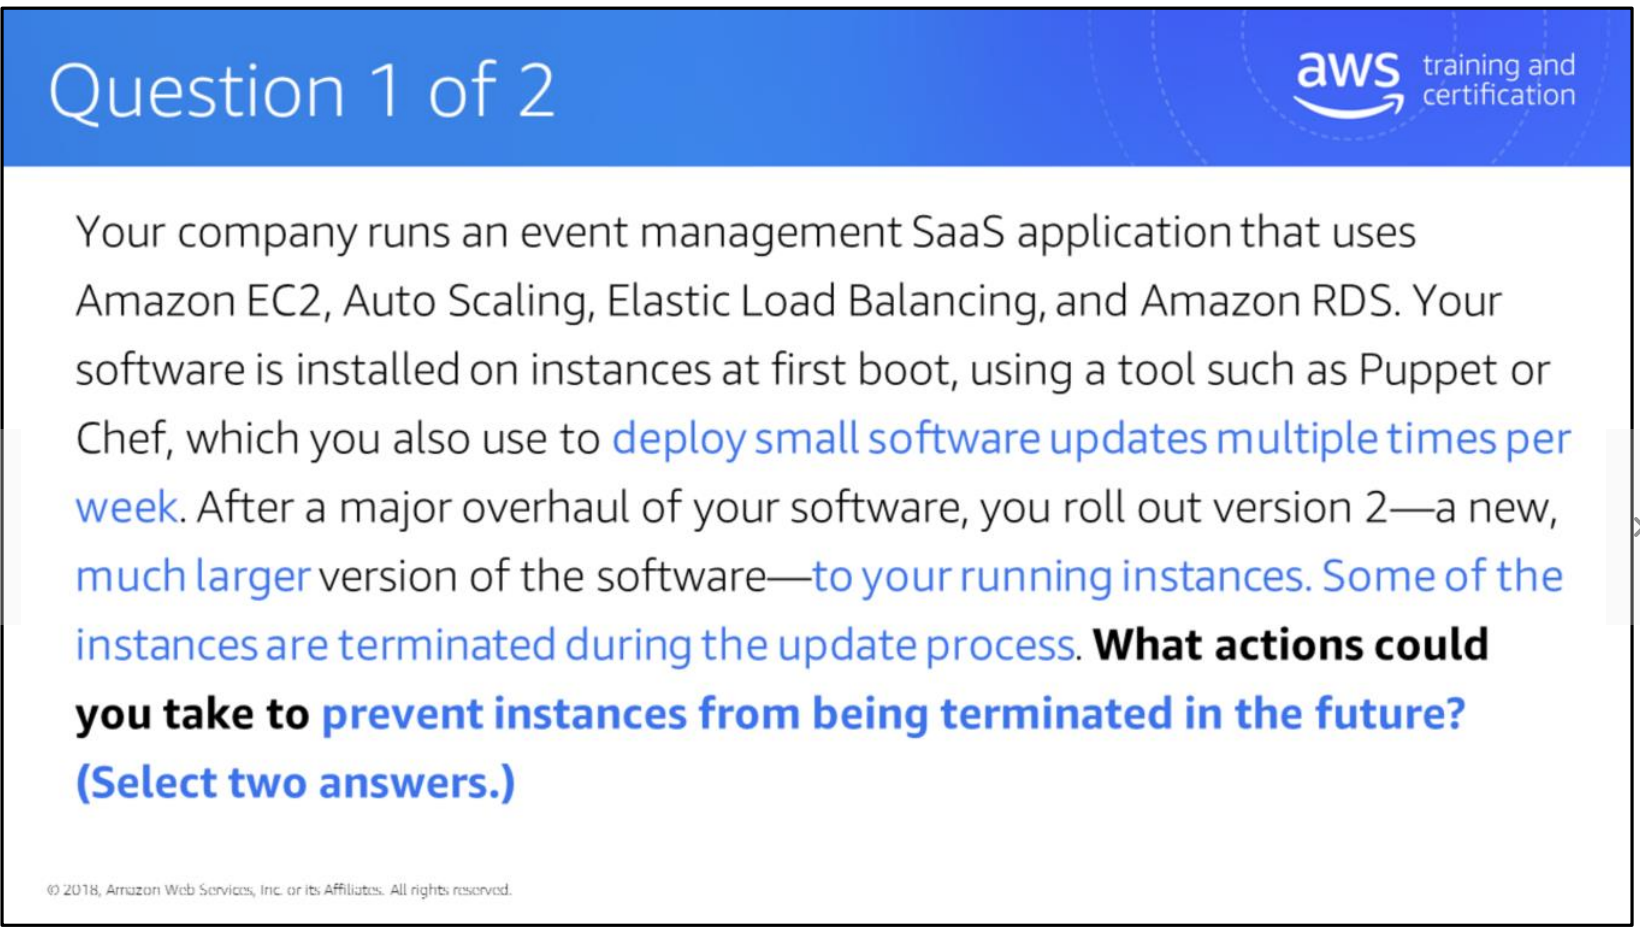 Question 1 of 2
aws training and
certification
Your company runs an event management SaaS application that uses
Amazon EC2, Auto Scaling, Elastic Load Balancing, and Amazon RDS. Your
software is installed on instances at first boot, using a tool such as Puppet or
Chef, which you also use to deploy small software updates multiple times per
week. After a major overhaul of your software, you roll out version 2—a new,
much larger version of the software—to your running instances. Some of the
instances are terminated during the update process. What actions could
you take to prevent instances from being terminated in the future?
(Select two answers.)
© 2018, Amazon Web Services, Inc. or its Affiliates. All rights reserved.